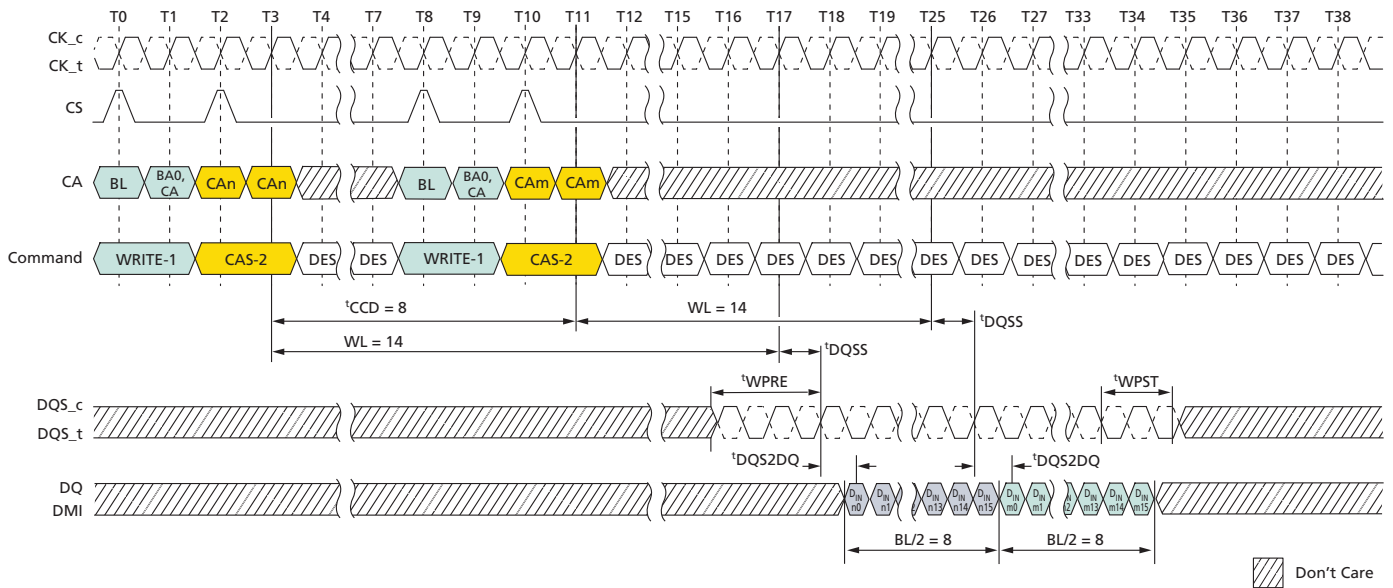 T0 T1 T2 T3 T4 T7 T8 T9 T10 T11 T12 T15 T16 T17 T18 T19 T25 T26 T27 T33 T34 T35 T36 T37 T38
CK_c
CK_t
CS
CA BL BA0, CA CAn CAn BL BA0, CA CAm CAm
Command WRITE-1 CAS-2 DES DES WRITE-1 CAS-2 DES DES DES DES DES DES DES DES DES DES DES DES DES DES DES
tCCD = 8 WL = 14 tDQSS
WL = 14 tDQSS
tWPRE tWPST
DQS_c
DQS_t
tDQS2DQ tDQS2DQ
DQ
DMI
DIN n0 DIN n1 DIN n13 DIN n14 DIN n15 DIN m0 DIN m1 DIN m13 DIN m14 DIN m15
BL/2 = 8 BL/2 = 8
Don't Care